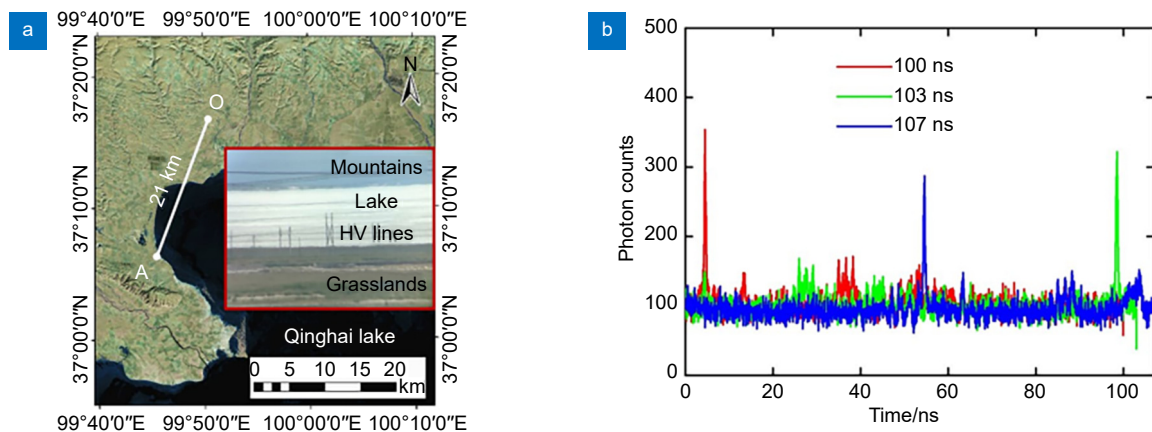 a
99°40′0″E 99°50′0″E 100°00′0″E 100°10′0″E
37°20′0″N
37°10′0″N
37°00′0″N
37°20′0″N
37°10′0″N
37°00′0″N
N
O
21 km
A
Mountains
Lake
HV lines
Grasslands
Qinghai lake
0 5 10 15 20
km
99°40′0″E 99°50′0″E 100°00′0″E 100°10′0″E
b
500
400
300
200
100
0
Photon counts
100 ns
103 ns
107 ns
0 20 40 60 80 100
Time/ns